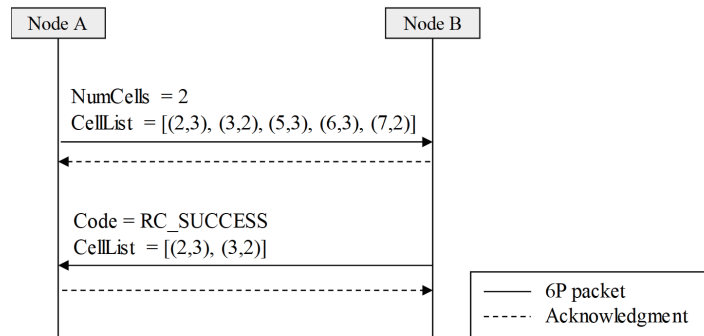 Node A
Node B
NumCells = 2
CellList = [(2,3), (3,2), (5,3), (6,3), (7,2)]
Code = RC_SUCCESS
CellList = [(2,3), (3,2)]
6P packet
Acknowledgment